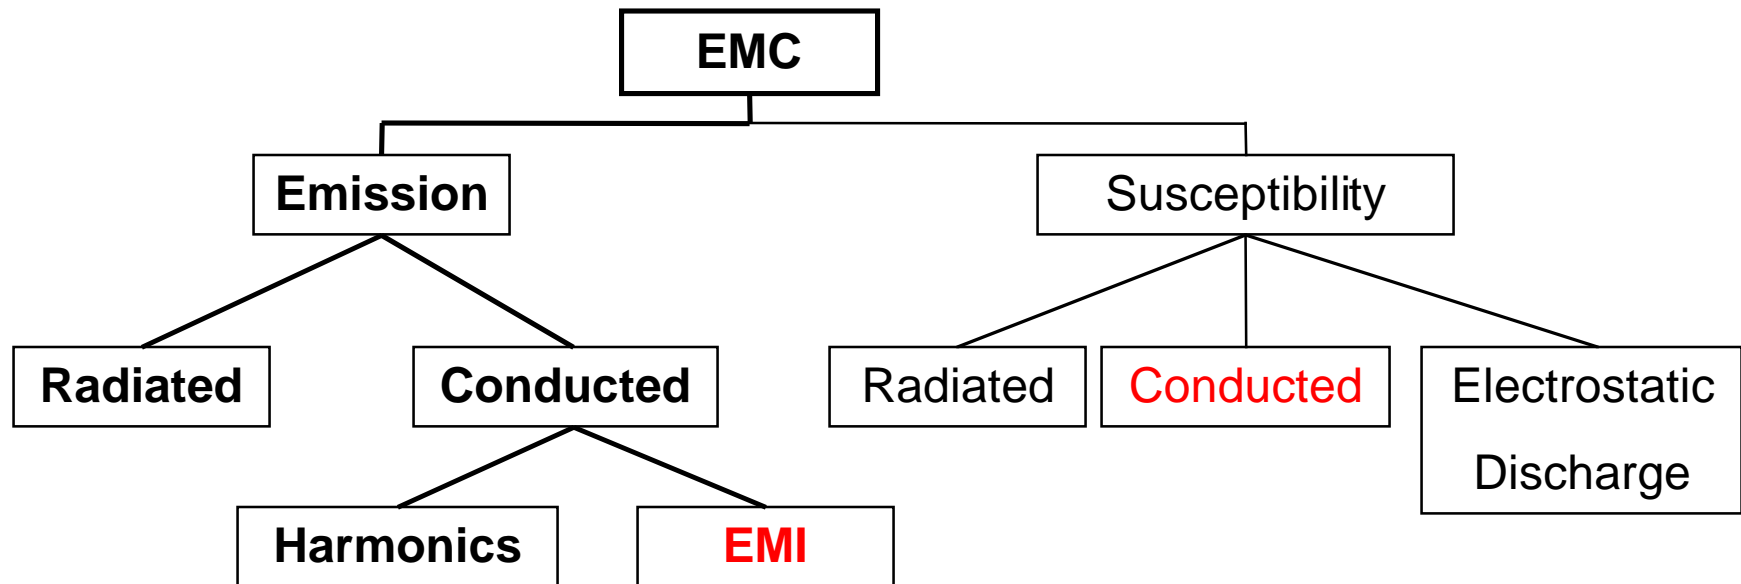 EMC
Emission
Susceptibility
Radiated
Conducted
Radiated
Conducted
Electrostatic
Discharge
Harmonics
EMI